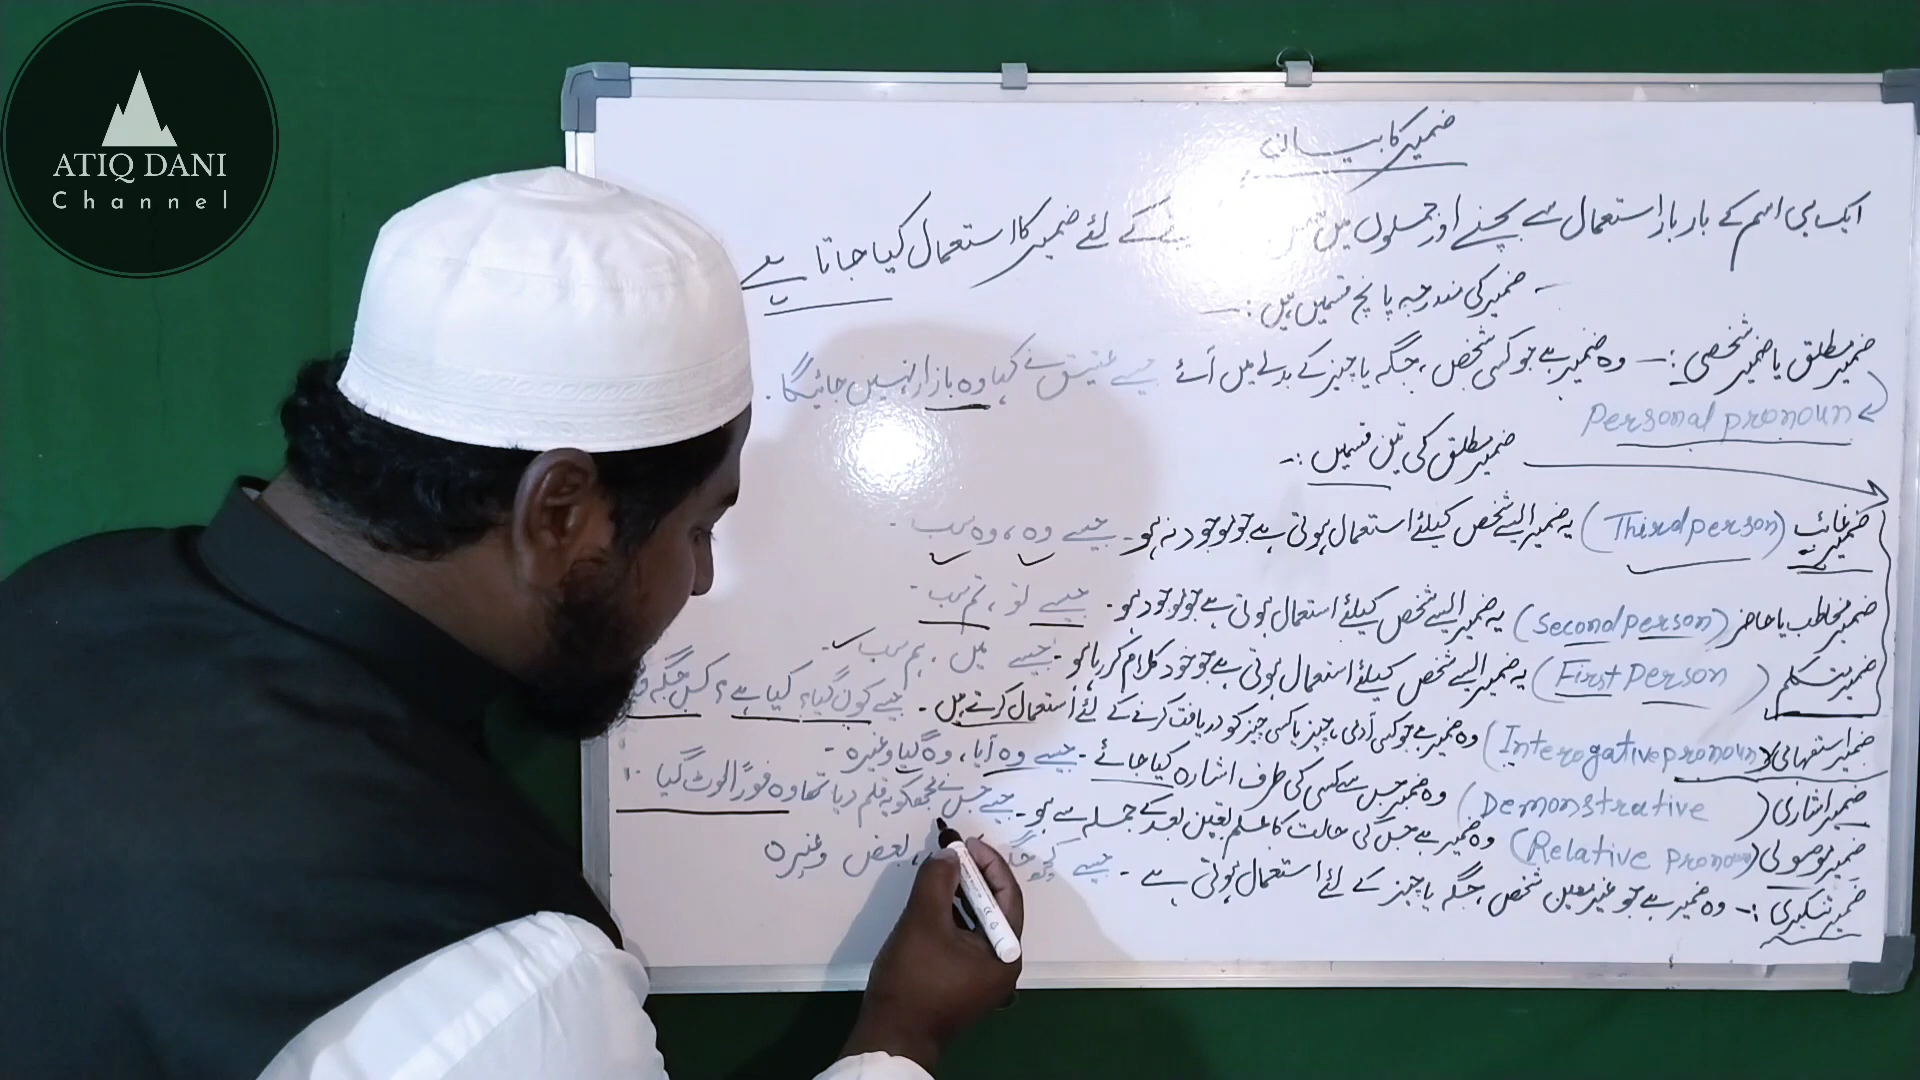 ATIQ DANI
Channel
ضمیر کا بیان
ایک ہی اسم کے بار بار استعمال سے بچنے اور جملوں میں کے لئے ضمیر کا استعمال کیا جاتا ہے
ضمیر کی مندرجہ پانچ قسمیں ہیں :-
ضمیر مطلق یا ضمیر شخصی :- وہ ضمیر ہے جو کسی شخص، جگہ یا چیز کے بدلے میں آئے جیسے عتیق نے کہا وہ بازار نہیں جائیگا۔
Personal pronoun
ضمیر مطلق کی تین قسمیں :-
ضمیر غائب (Third person) یہ ضمیر ایسے شخص کیلئے استعمال ہوتی ہے جو موجود نہ ہو۔ جیسے وہ، وہ سب۔
ضمیر مخاطب یا حاضر (Second person) یہ ضمیر ایسے شخص کیلئے استعمال ہوتی ہے جو موجود ہو۔ جیسے تو، تم سب۔
ضمیر متکلم (First Person) یہ ضمیر ایسے شخص کیلئے استعمال ہوتی ہے جو خود کلام کر رہا ہو۔ جیسے میں، ہم سب۔
ضمیر استفہامی (Interogative pronoun) وہ ضمیر ہے جو کسی آدمی، چیز یا کسی چیز کو دریافت کرنے کے لئے استعمال کرتے ہیں۔ جیسے کون گیا؟ کیا ہے؟ کس جگہ
ضمیر اشاری (Demonstrative) وہ ضمیر جس سے کسی کی طرف اشارہ کیا جائے۔ جیسے وہ آیا، وہ گیا وغیرہ۔
ضمیر موصولی (Relative pronoun) وہ ضمیر ہے جس کی حالت کا علم یقین بعد کے جملہ سے ہو۔ جیسے جس نے مجھکو یہ قلم دیا تھا وہ فوراً لوٹ گیا۔
ضمیر تنکیری :- وہ ضمیر ہے جو غیر معین شخص، جگہ یا چیز کے لئے استعمال ہوتی ہے۔ جیسے کچھ بعض وغیرہ